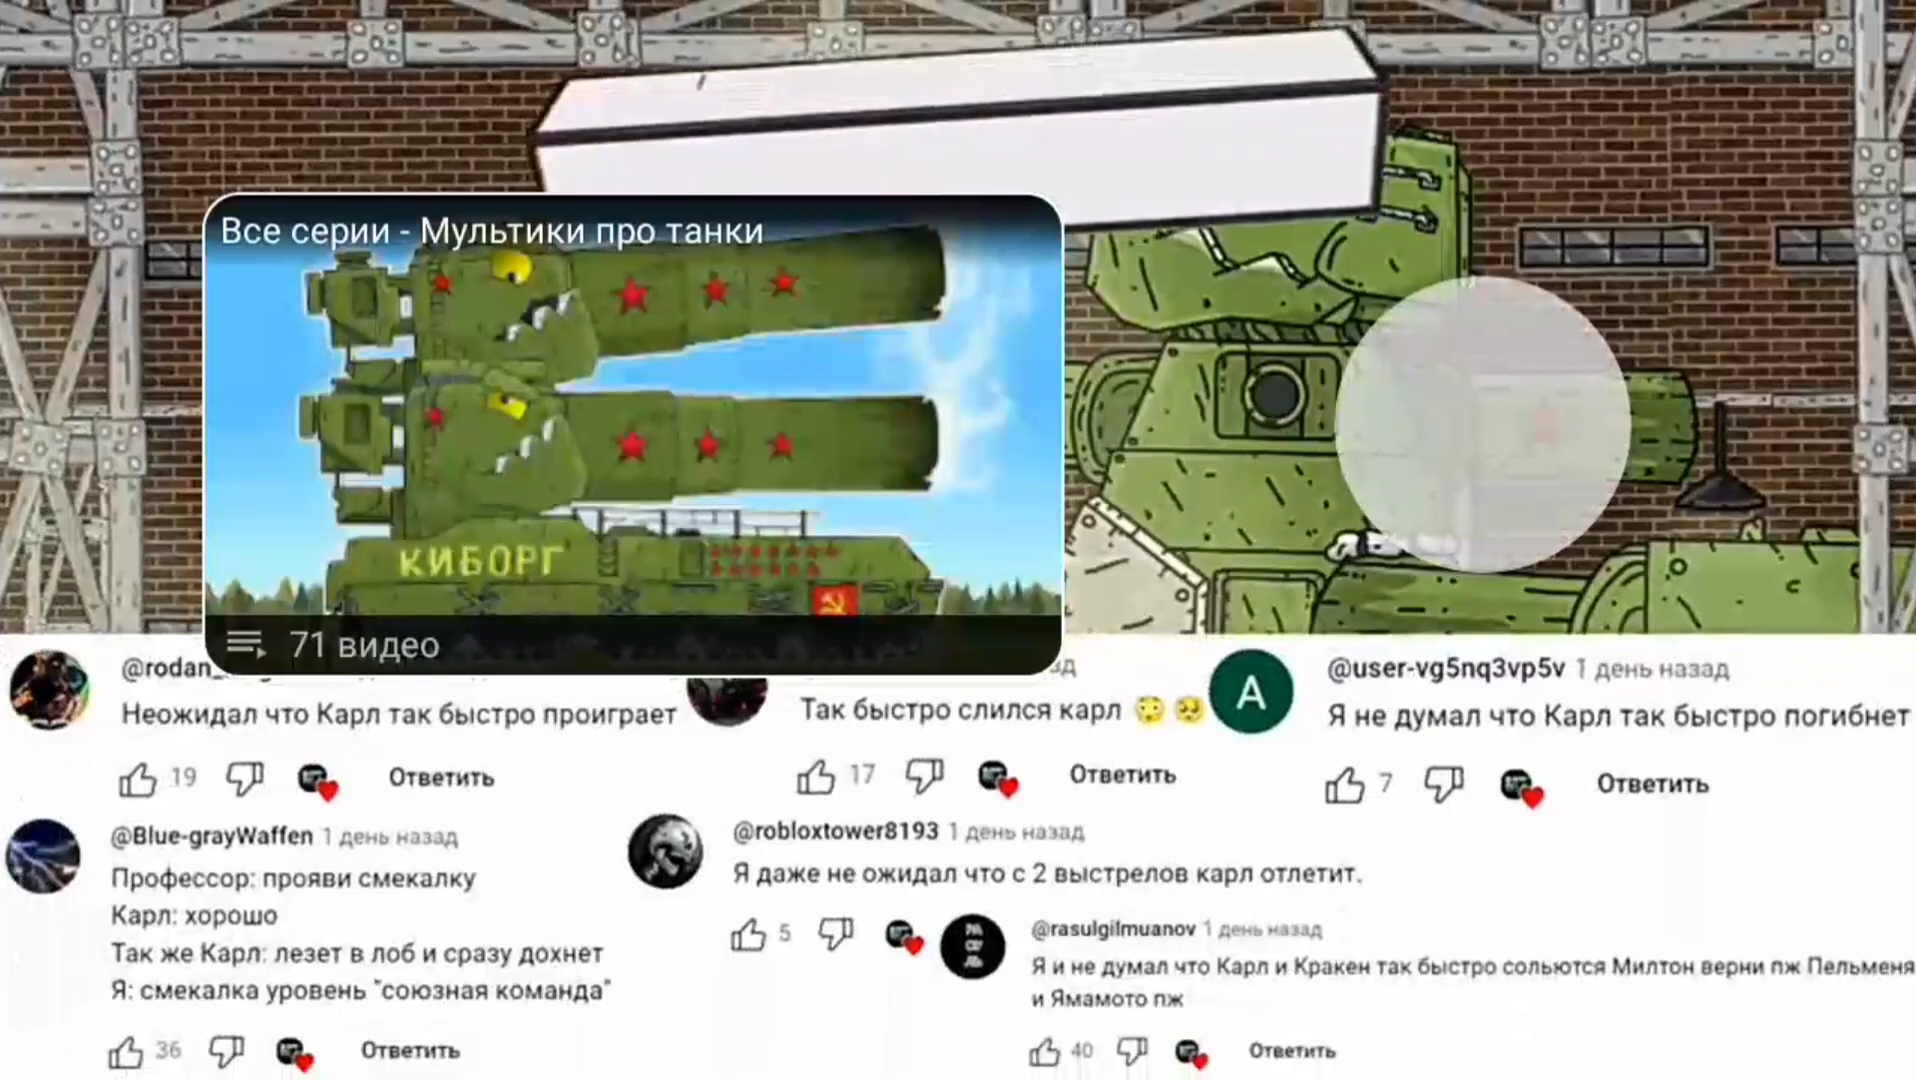 Все серии - Мультики про танки
КИБОРГ
71 видео
@rodan_
Неожидал что Карл так быстро проиграет
19 Ответить
Так быстро слился карл 😳 🥺
17 Ответить
A
@user-vg5nq3vp5v 1 день назад
Я не думал что Карл так быстро погибнет
7 Ответить
@Blue-grayWaffen 1 день назад
Профессор: прояви смекалку
Карл: хорошо
Так же Карл: лезет в лоб и сразу дохнет
Я: смекалка уровень "союзная команда"
36 Ответить
@robloxtower8193 1 день назад
Я даже не ожидал что с 2 выстрелов карл отлетит.
5
@rasulgilmuanov 1 день назад
Я и не думал что Карл и Кракен так быстро сольются Милтон верни пж Пельменя
и Ямамото пж
40 Ответить